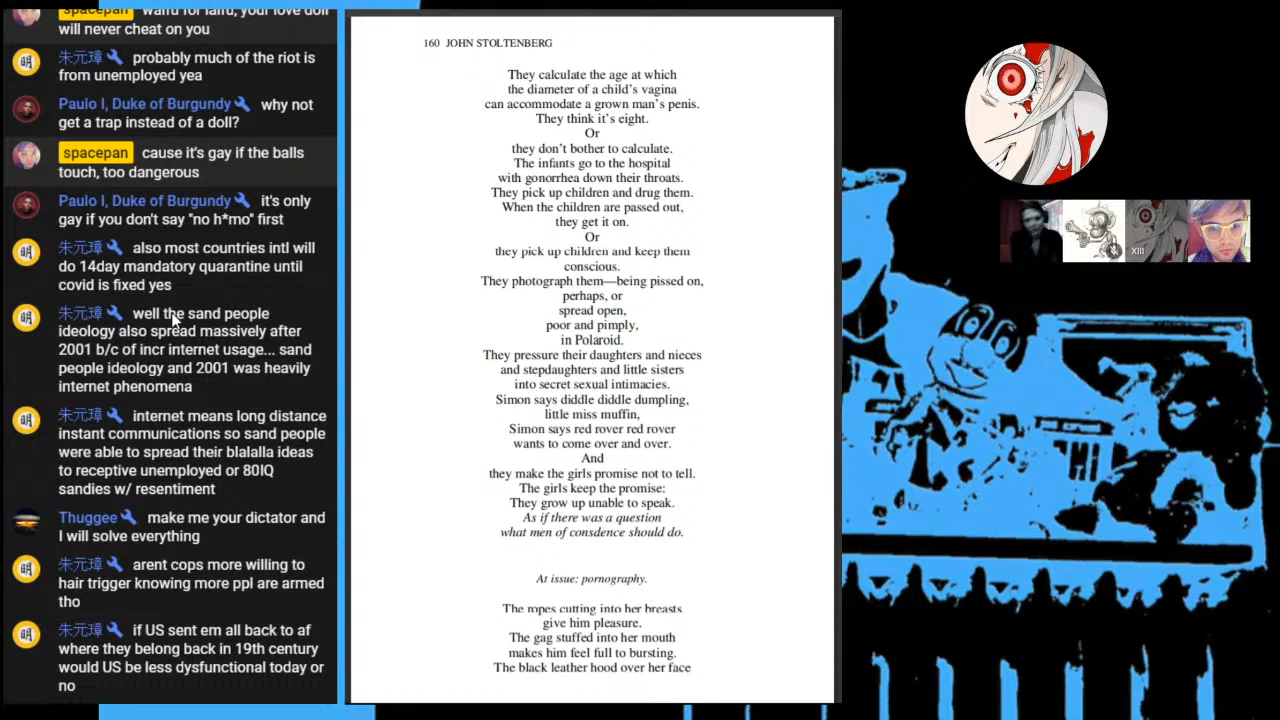 spacepan waifu for laifu, your love doll
will never cheat on you
朱元璋 probably much of the riot is
from unemployed yea
Paulo I, Duke of Burgundy why not
get a trap instead of a doll?
spacepan cause it's gay if the balls
touch, too dangerous
Paulo I, Duke of Burgundy it's only
gay if you don't say "no h*mo" first
朱元璋 also most countries intl will
do 14day mandatory quarantine until
covid is fixed yes
朱元璋 well the sand people
ideology also spread massively after
2001 b/c of incr internet usage... sand
people ideology and 2001 was heavily
internet phenomena
朱元璋 internet means long distance
instant communications so sand people
were able to spread their blalalla ideas
to receptive unemployed or 80IQ
sandies w/ resentiment
Thuggee make me your dictator and
I will solve everything
朱元璋 arent cops more willing to
hair trigger knowing more ppl are armed
tho
朱元璋 if US sent em all back to af
where they belong back in 19th century
would US be less dysfunctional today or
no
160 JOHN STOLTENBERG
They calculate the age at which
the diameter of a child's vagina
can accommodate a grown man's penis.
They think it's eight.
Or
they don't bother to calculate.
The infants go to the hospital
with gonorrhea down their throats.
They pick up children and drug them.
When the children are passed out,
they get it on.
Or
they pick up children and keep them
conscious.
They photograph them—being pissed on,
perhaps, or
spread open,
poor and pimply,
in Polaroid.
They pressure their daughters and nieces
and stepdaughters and little sisters
into secret sexual intimacies.
Simon says diddle diddle dumpling,
little miss muffin,
Simon says red rover red rover
wants to come over and over.
And
they make the girls promise not to tell.
The girls keep the promise:
They grow up unable to speak.
As if there was a question
what men of consdence should do.
At issue: pornography.
The ropes cutting into her breasts
give him pleasure.
The gag stuffed into her mouth
makes him feel full to bursting.
The black leather hood over her face
XIII